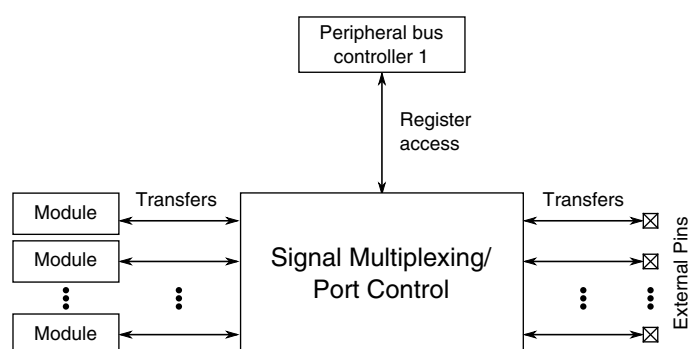 Peripheral bus
controller 1
Register
access
Transfers
Transfers
Module
Module
Module
Signal Multiplexing/
Port Control
External Pins